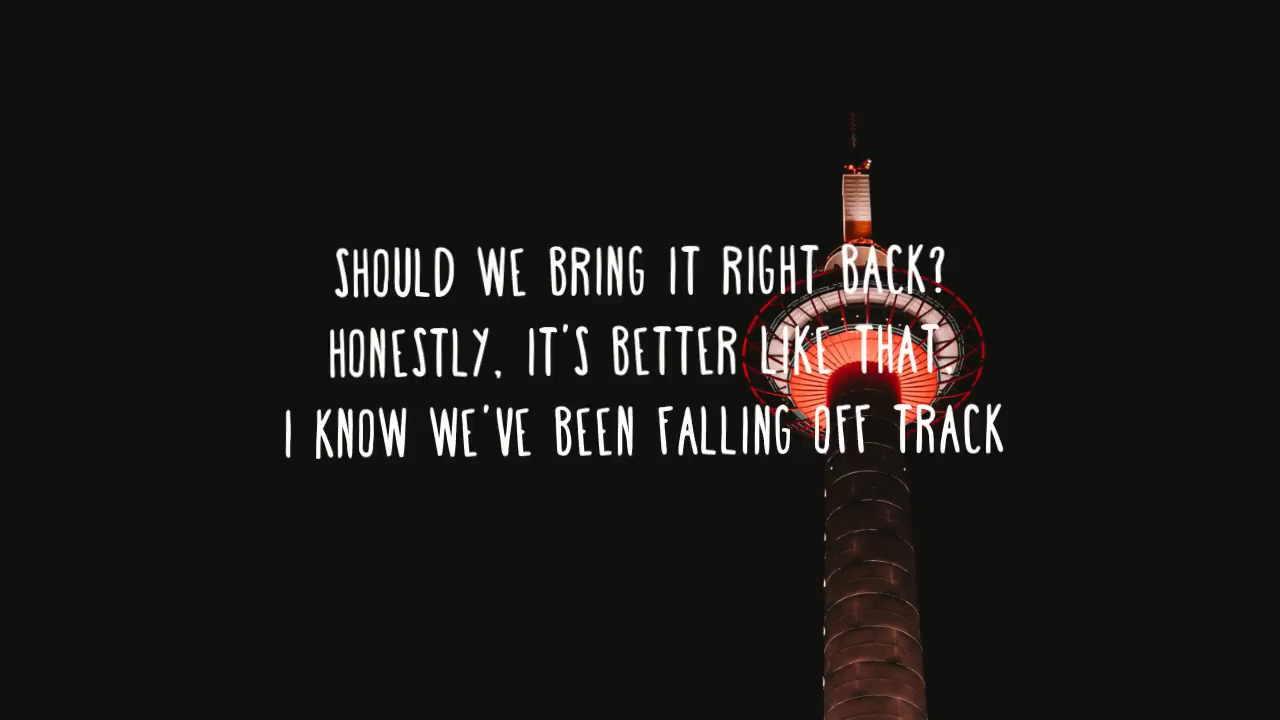 SHOULD WE BRING IT RIGHT BACK?
HONESTLY, IT'S BETTER LIKE THAT.
I KNOW WE'VE BEEN FALLING OFF TRACK